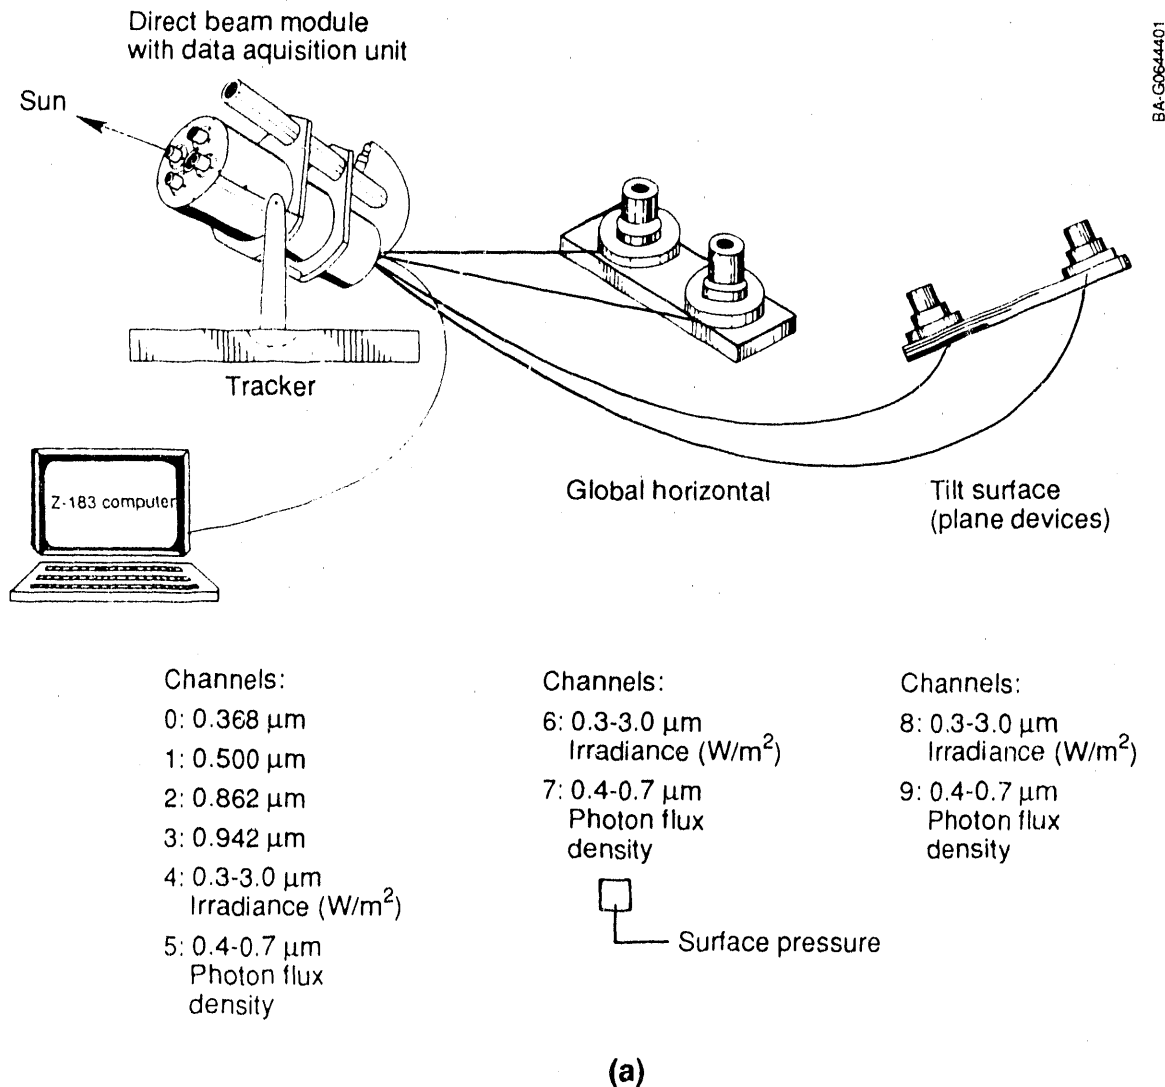 Direct beam module
with data aquisition unit
BA-G0644401
Sun
Tracker
Z-183 computer
Global horizontal
Tilt surface
(plane devices)
Channels:
0: 0.368 µm
1: 0.500 µm
2: 0.862 µm
3: 0.942 µm
4: 0.3-3.0 µm
Irradiance (W/m²)
5: 0.4-0.7 µm
Photon flux
density
Channels:
6: 0.3-3.0 µm
Irradiance (W/m²)
7: 0.4-0.7 µm
Photon flux
density
Surface pressure
Channels:
8: 0.3-3.0 µm
Irradiance (W/m²)
9: 0.4-0.7 µm
Photon flux
density
(a)